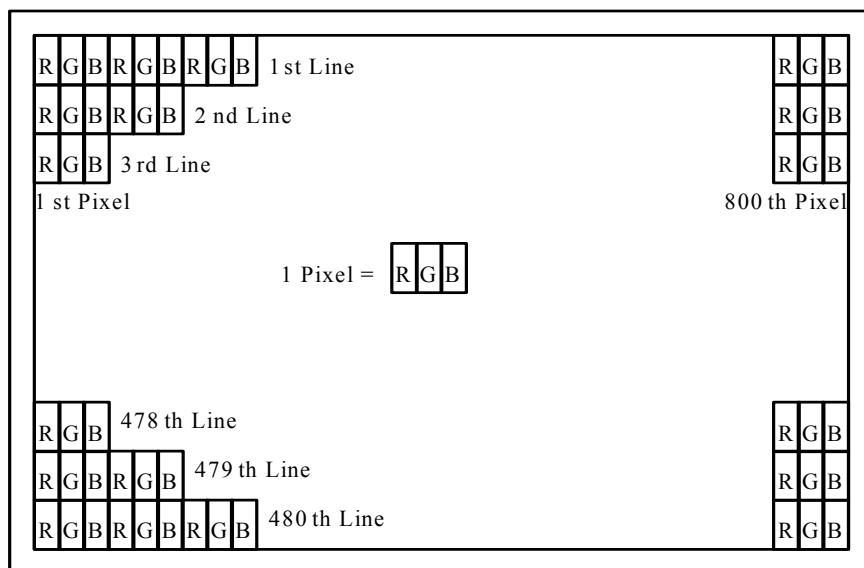 R G B R G B R G B 1 st Line R G B
R G B R G B 2 nd Line R G B
R G B 3 rd Line R G B
1 st Pixel 800 th Pixel
1 Pixel = R G B
R G B 478 th Line R G B
R G B R G B 479 th Line R G B
R G B R G B R G B 480 th Line R G B